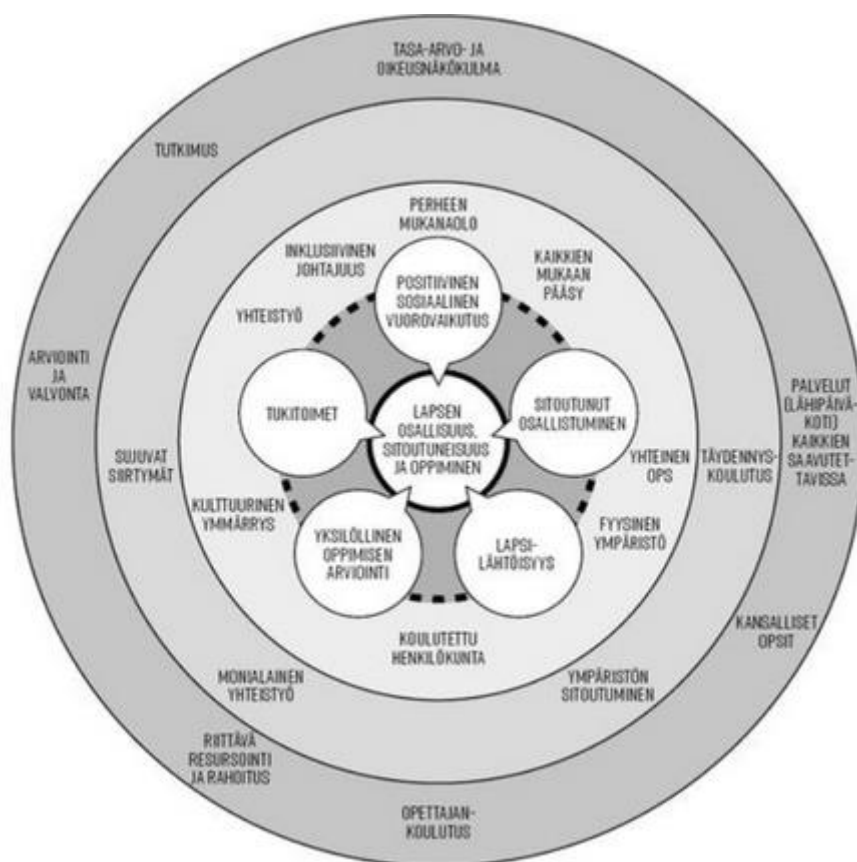 TASA-ARVO- JA
OIKEUSNÄKÖKULMA
TUTKIMUS
ARVIOINTI
JA
VALVONTA
PALVELUT
(LÄHIPÄIVÄ-
KOTI)
KAIKKIEN
SAAVUTET-
TAVISSA
KANSALLISET
OPSIT
RIITTÄVÄ
RESURSOINTI
JA RAHOITUS
OPETTAJAN-
KOULUTUS
SUJUVAT
SIIRTYMÄT
TÄYDENNYS-
KOULUTUS
MONIALAINEN
YHTEISTYÖ
YMPÄRISTÖN
SITOUTUMINEN
PERHEEN
MUKANAOLO
INKLUSIIVINEN
JOHTAJUUS
KAIKKIEN
MUKAAN
PÄÄSY
YHTEISTYÖ
YHTEINEN
OPS
KULTTUURINEN
YMMÄRRYS
FYYSINEN
YMPÄRISTÖ
KOULUTETTU
HENKILÖKUNTA
POSITIIVINEN
SOSIAALINEN
VUOROVAIKUTUS
TUKITOIMET
SITOUTUNUT
OSALLISTUMINEN
YKSILÖLLINEN
OPPIMISEN
ARVIOINTI
LAPSI-
LÄHTÖISYYS
LAPSEN
OSALLISUUS,
SITOUTUNEISUUS
JA OPPIMINEN